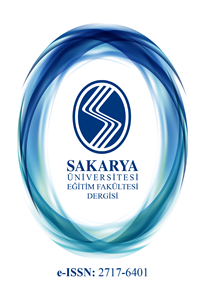 SAKARYA
ÜNİVERSİTESİ
EĞİTİM FAKÜLTESİ
DERGİSİ
e-ISSN: 2717-6401